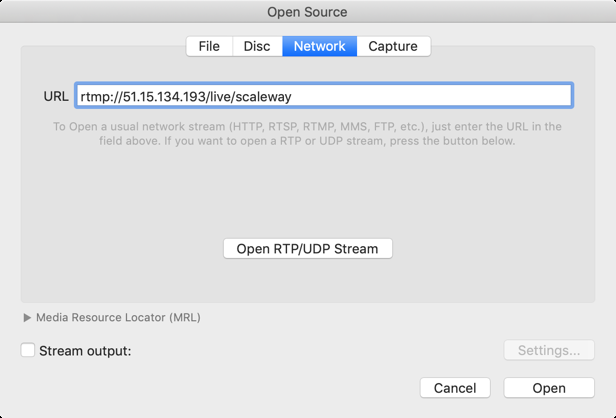 Open Source
File Disc Network Capture
URL rtmp://51.15.134.193/live/scaleway
To Open a usual network stream (HTTP, RTSP, RTMP, MMS, FTP, etc.), just enter the URL in the
field above. If you want to open a RTP or UDP stream, press the button below.
Open RTP/UDP Stream
Media Resource Locator (MRL)
Stream output: Settings...
Cancel Open